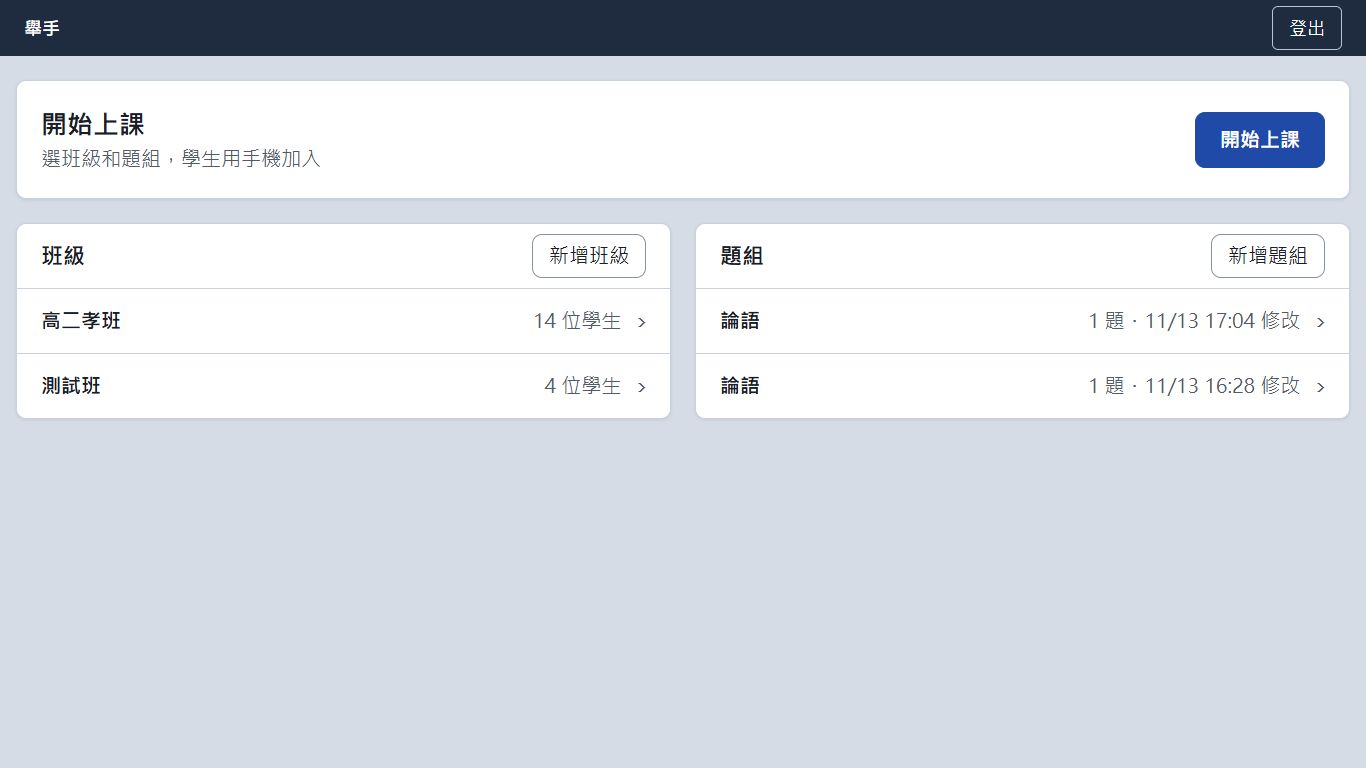 舉手
登出
開始上課
選班級和題組，學生用手機加入
開始上課
班級
新增班級
高二孝班
14 位學生 ›
測試班
4 位學生 ›
題組
新增題組
論語
1 題 · 11/13 17:04 修改 ›
論語
1 題 · 11/13 16:28 修改 ›